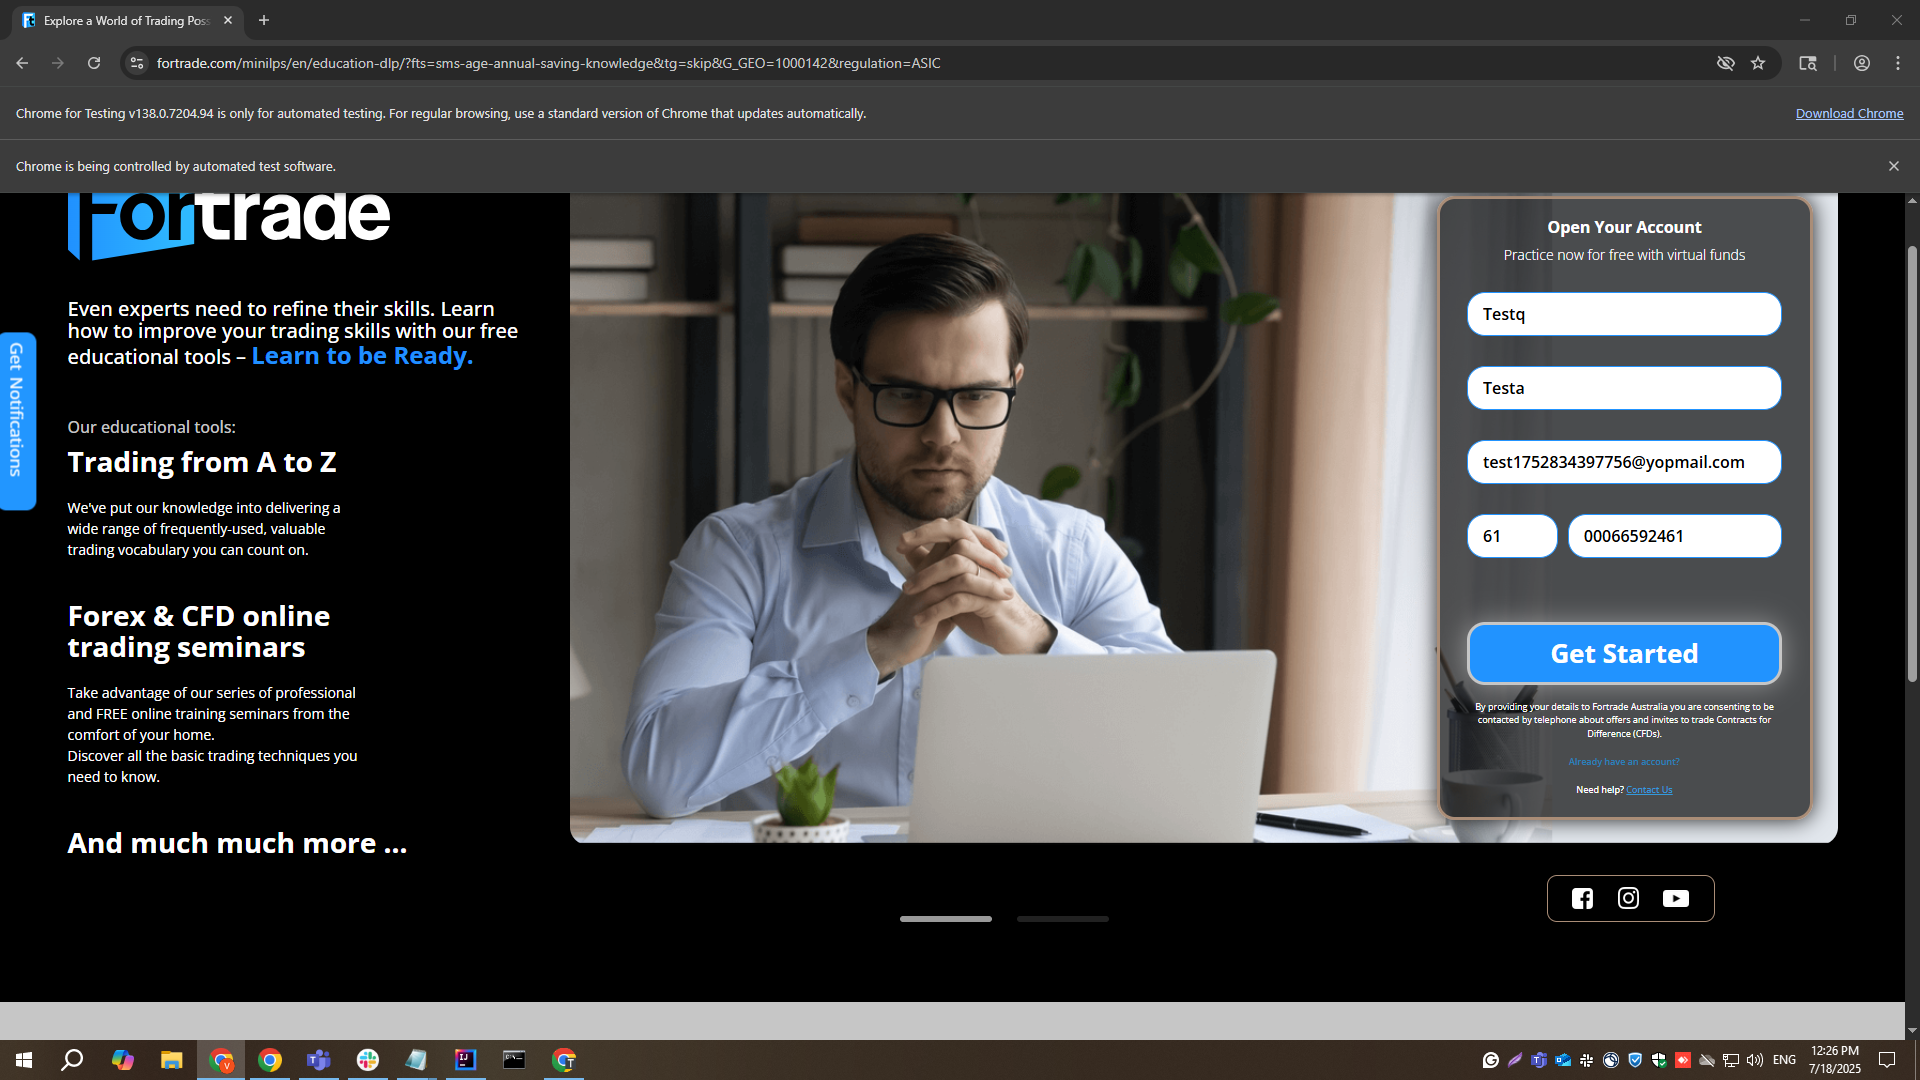 Explore a World of Trading Poss
fortrade.com/minilps/en/education-dlp/?fts=sms-age-annual-saving-knowledge&tg=skip&G_GEO=1000142&regulation=ASIC
Chrome for Testing v138.0.7204.94 is only for automated testing. For regular browsing, use a standard version of Chrome that updates automatically.
Download Chrome
Chrome is being controlled by automated test software.
Fortrade
Even experts need to refine their skills. Learn
how to improve your trading skills with our free
educational tools – Learn to be Ready.
Get Notifications
Our educational tools:
Trading from A to Z
We've put our knowledge into delivering a
wide range of frequently-used, valuable
trading vocabulary you can count on.
Forex & CFD online
trading seminars
Take advantage of our series of professional
and FREE online training seminars from the
comfort of your home.
Discover all the basic trading techniques you
need to know.
And much much more ...
Open Your Account
Practice now for free with virtual funds
Testq
Testa
test1752834397756@yopmail.com
61
00066592461
Get Started
By providing your details to Fortrade Australia you are consenting to be
contacted by telephone about offers and invites to trade Contracts for
Difference (CFDs).
Already have an account?
Need help? Contact Us
ENG
12:26 PM
7/18/2025